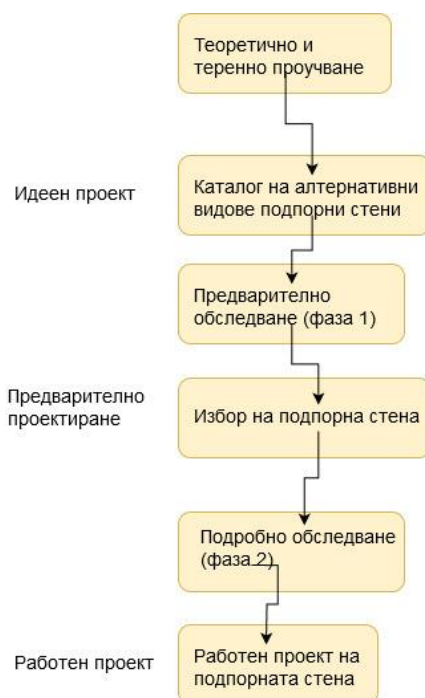 Теоретично и
теренно проучване
Идеен проект
Каталог на алтернативни
видове подпорни стени
Предварително
обследване (фаза 1)
Предварително
проектиране
Избор на подпорна стена
Подробно обследване
(фаза 2)
Работен проект
Работен проект на
подпорната стена